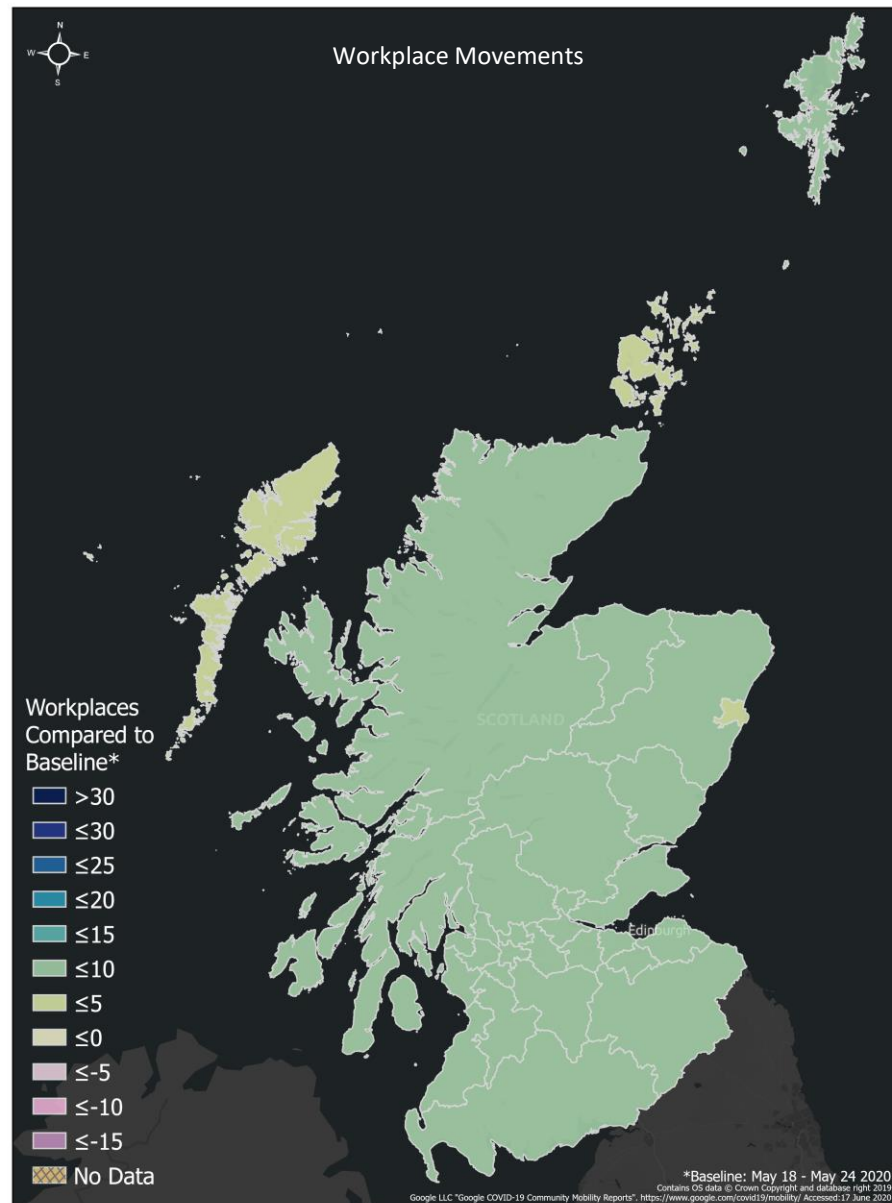 N
W E
S
Workplace Movements
SCOTLAND
Edinburgh
Workplaces
Compared to
Baseline*
>30
≤30
≤25
≤20
≤15
≤10
≤5
≤0
≤-5
≤-10
≤-15
No Data
*Baseline: May 18 - May 24 2020
Contains OS data © Crown Copyright and database right 2019
Google LLC "Google COVID-19 Community Mobility Reports". https://www.google.com/covid19/mobility/ Accessed:17 June 2020